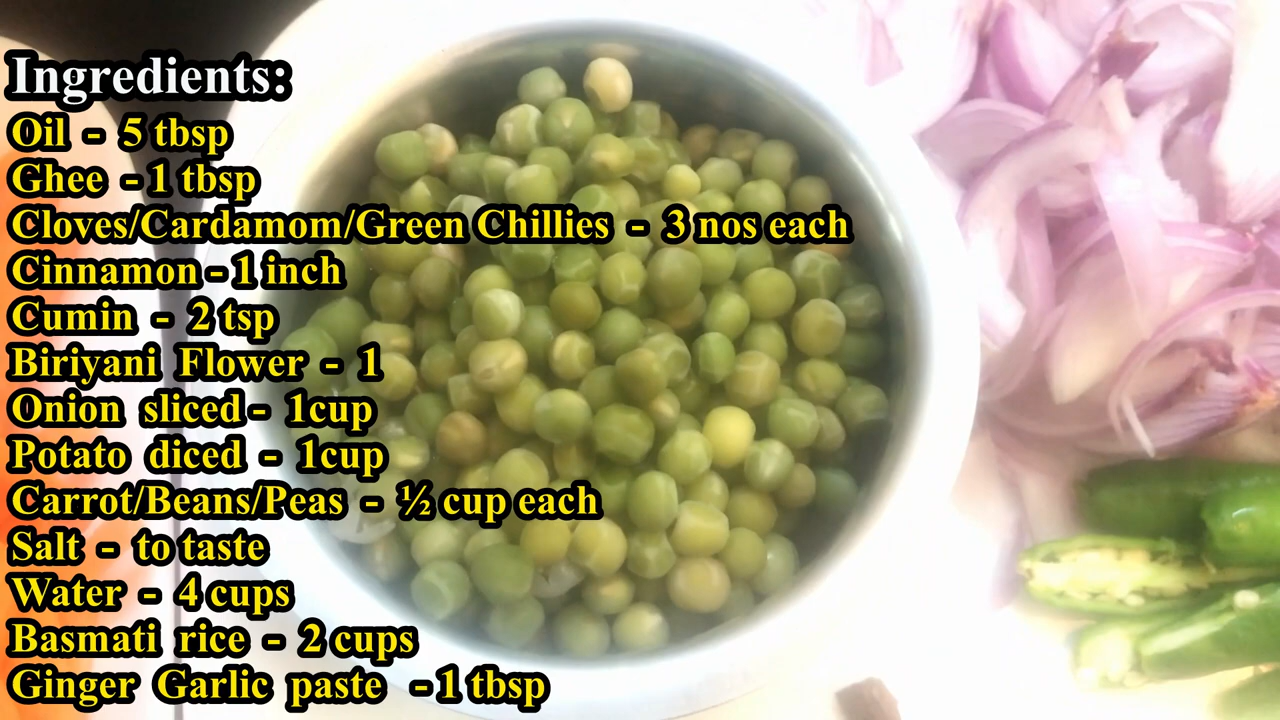 Ingredients:
Oil - 5 tbsp
Ghee - 1 tbsp
Cloves/Cardamom/Green Chillies - 3 nos each
Cinnamon - 1 inch
Cumin - 2 tsp
Biriyani Flower - 1
Onion sliced - 1cup
Potato diced - 1cup
Carrot/Beans/Peas - ½ cup each
Salt - to taste
Water - 4 cups
Basmati rice - 2 cups
Ginger Garlic paste - 1 tbsp